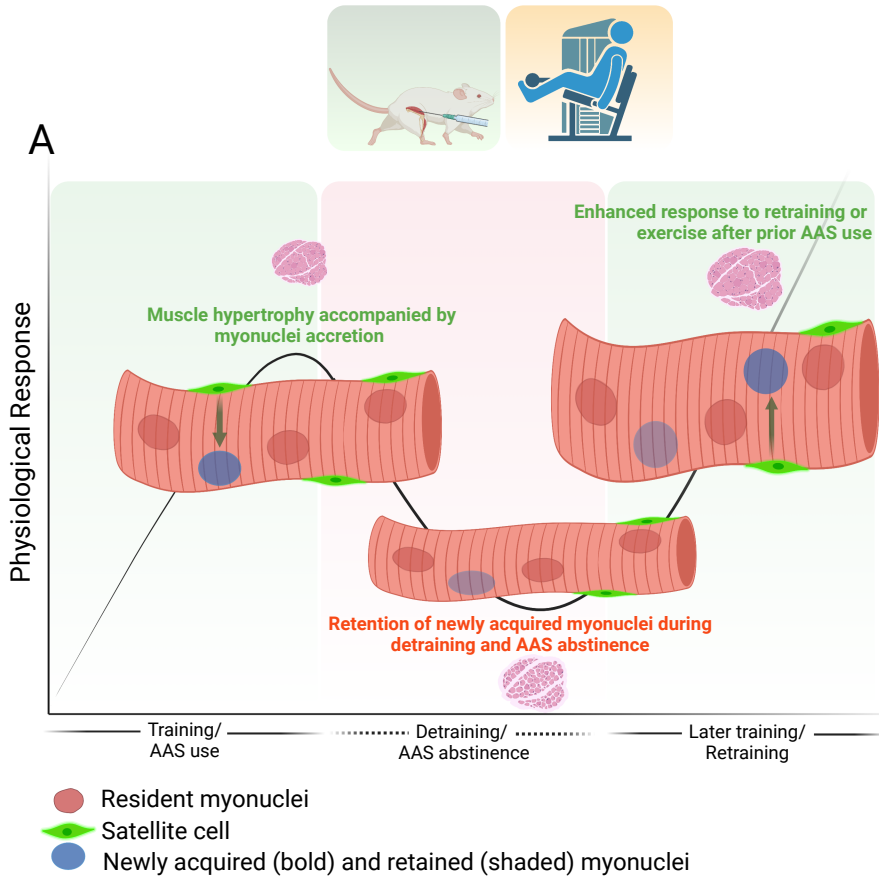 A
Enhanced response to retraining or
exercise after prior AAS use
Muscle hypertrophy accompanied by
myonuclei accretion
Physiological Response
Retention of newly acquired myonuclei during
detraining and AAS abstinence
Training/
AAS use
Detraining/
AAS abstinence
Later training/
Retraining
Resident myonuclei
Satellite cell
Newly acquired (bold) and retained (shaded) myonuclei